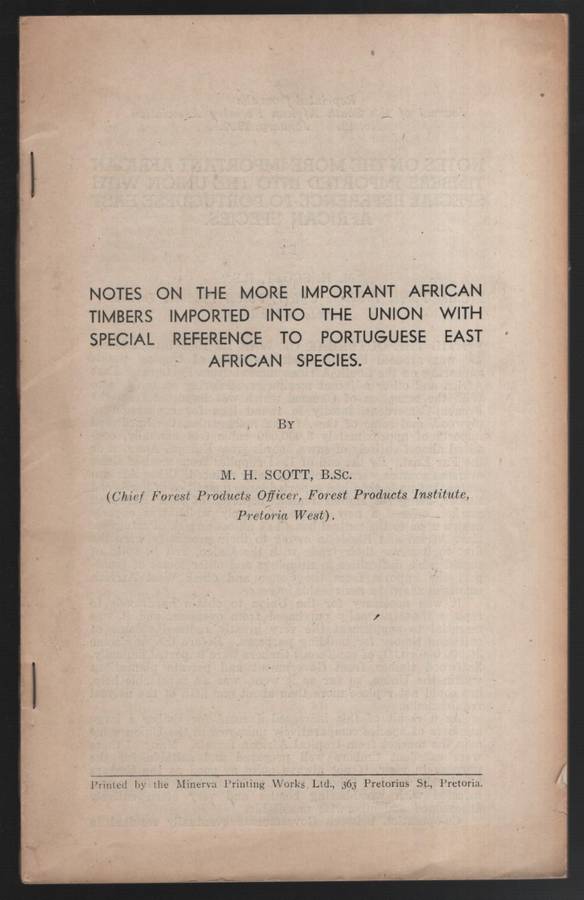 NOTES ON THE MORE IMPORTANT AFRICAN
TIMBERS IMPORTED INTO THE UNION WITH
SPECIAL REFERENCE TO PORTUGUESE EAST
AFRICAN SPECIES.
BY
M. H. SCOTT, B.Sc.
(Chief Forest Products Officer, Forest Products Institute,
Pretoria West).
Printed by the Minerva Printing Works Ltd., 363 Pretorius St., Pretoria.